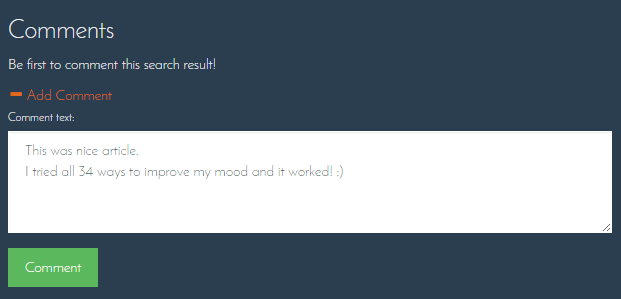 Comments
Be first to comment this search result!
Add Comment
Comment text:
This was nice article.
I tried all 34 ways to improve my mood and it worked! :)
Comment